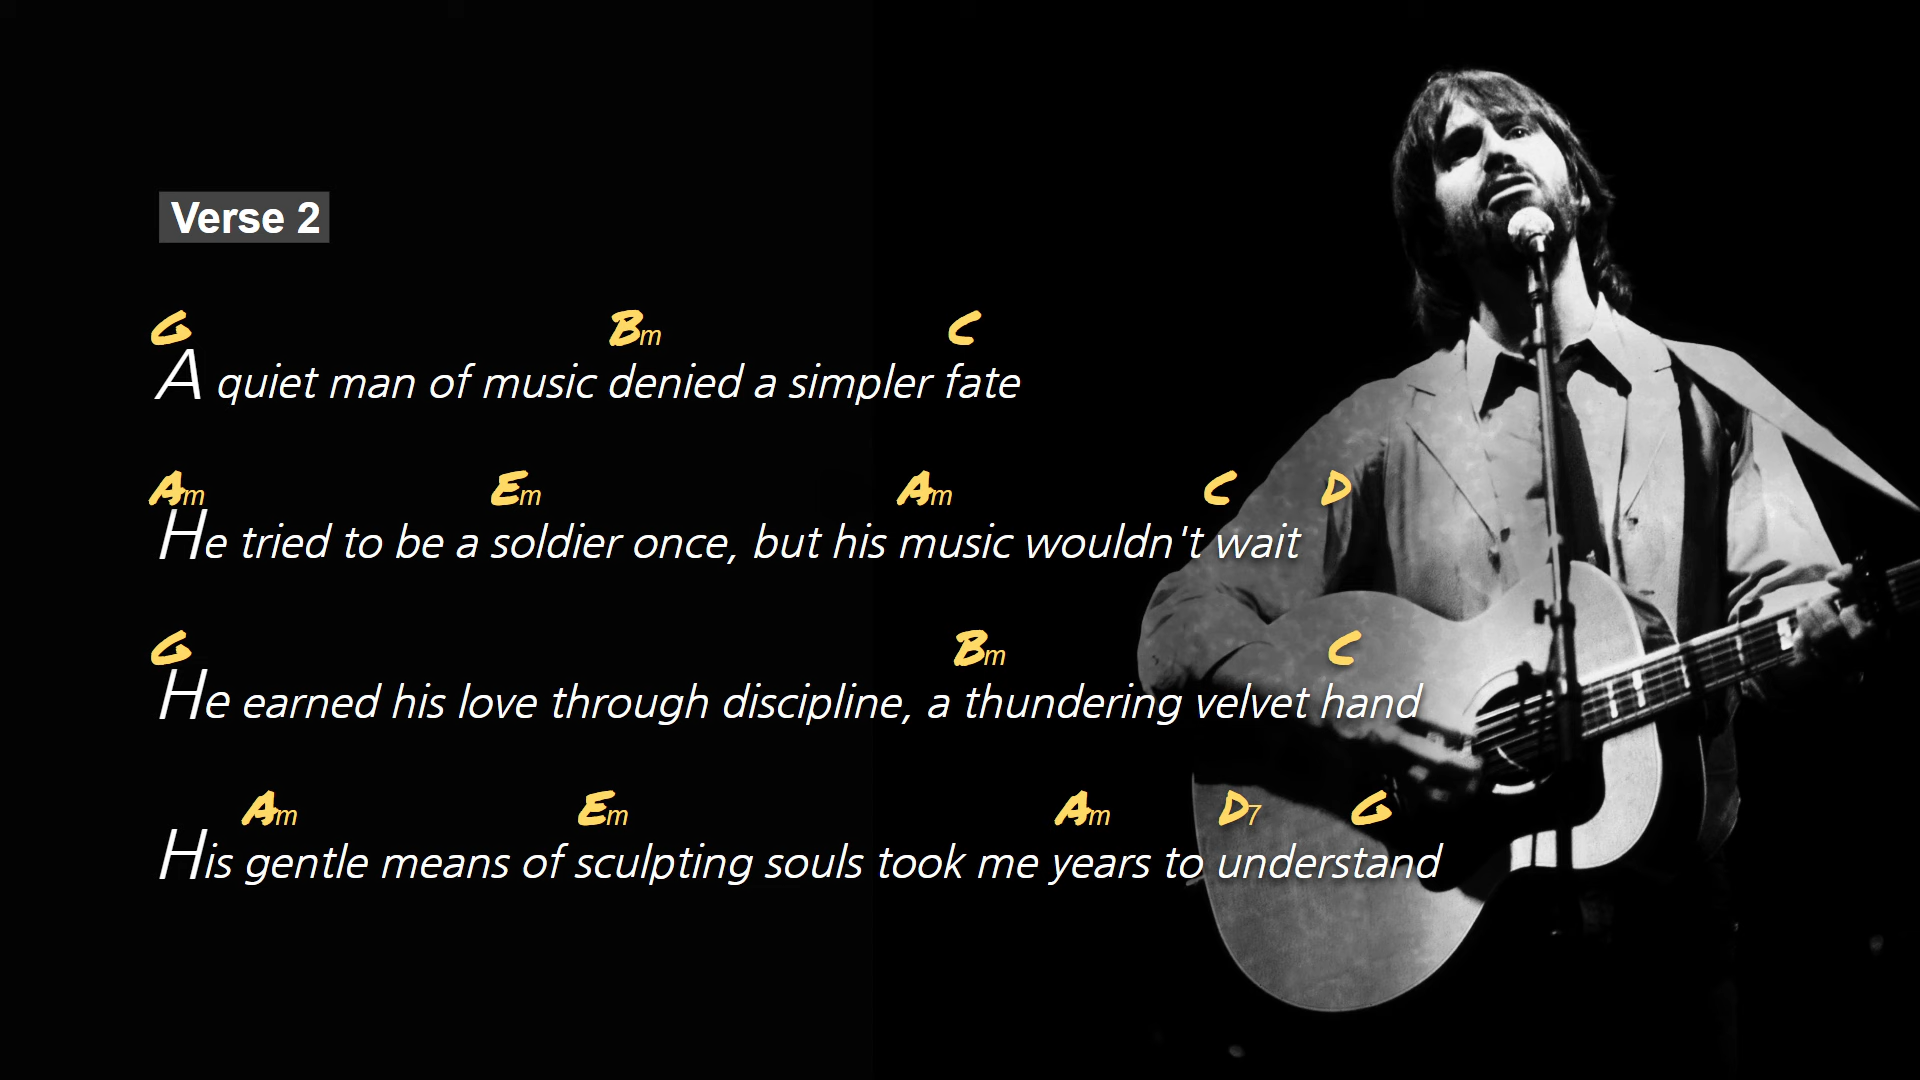 Verse 2
G Bm C
A quiet man of music denied a simpler fate
Am Em Am C D
He tried to be a soldier once, but his music wouldn't wait
G Bm C
He earned his love through discipline, a thundering velvet hand
Am Em Am D7 G
His gentle means of sculpting souls took me years to understand